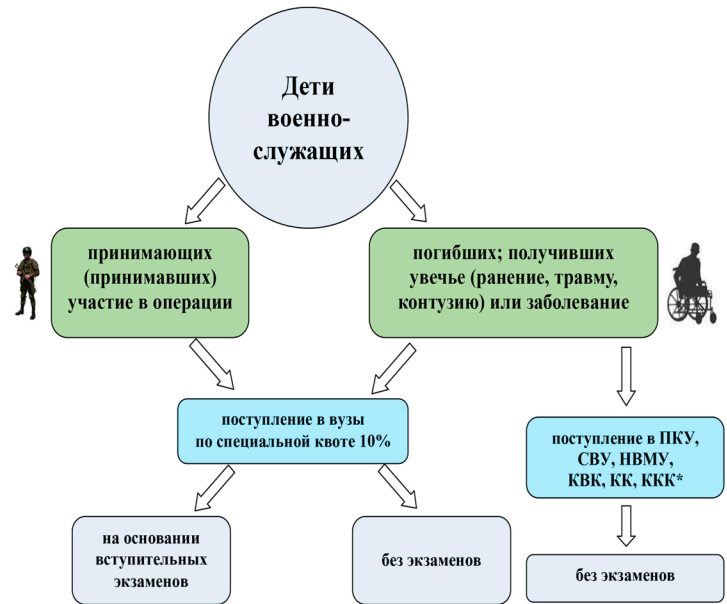 Дети
военно-
служащих
принимающих
(принимавших)
участие в операции
погибших; получивших
увечье (ранение, травму,
контузию) или заболевание
поступление в вузы
по специальной квоте 10%
поступление в ПКУ,
СВУ, НВМУ,
КВК, КК, ККК*
на основании
вступительных
экзаменов
без экзаменов
без экзаменов